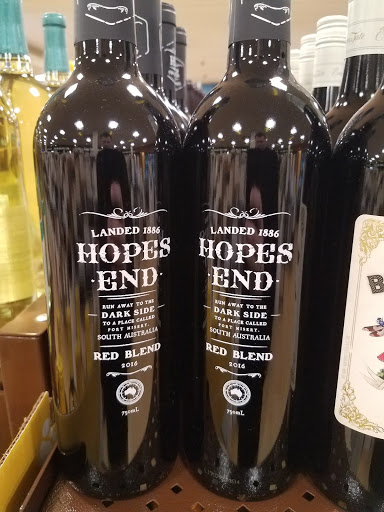 LANDED 1886
HOPES
·END·
RUN AWAY TO THE
DARK SIDE
TO A PLACE CALLED
PORT MISERY,
SOUTH AUSTRALIA
RED BLEND
2016
750mL
LANDED 1886
HOPES
·END·
RUN AWAY TO THE
DARK SIDE
TO A PLACE CALLED
PORT MISERY,
SOUTH AUSTRALIA
RED BLEND
2016
750mL
B